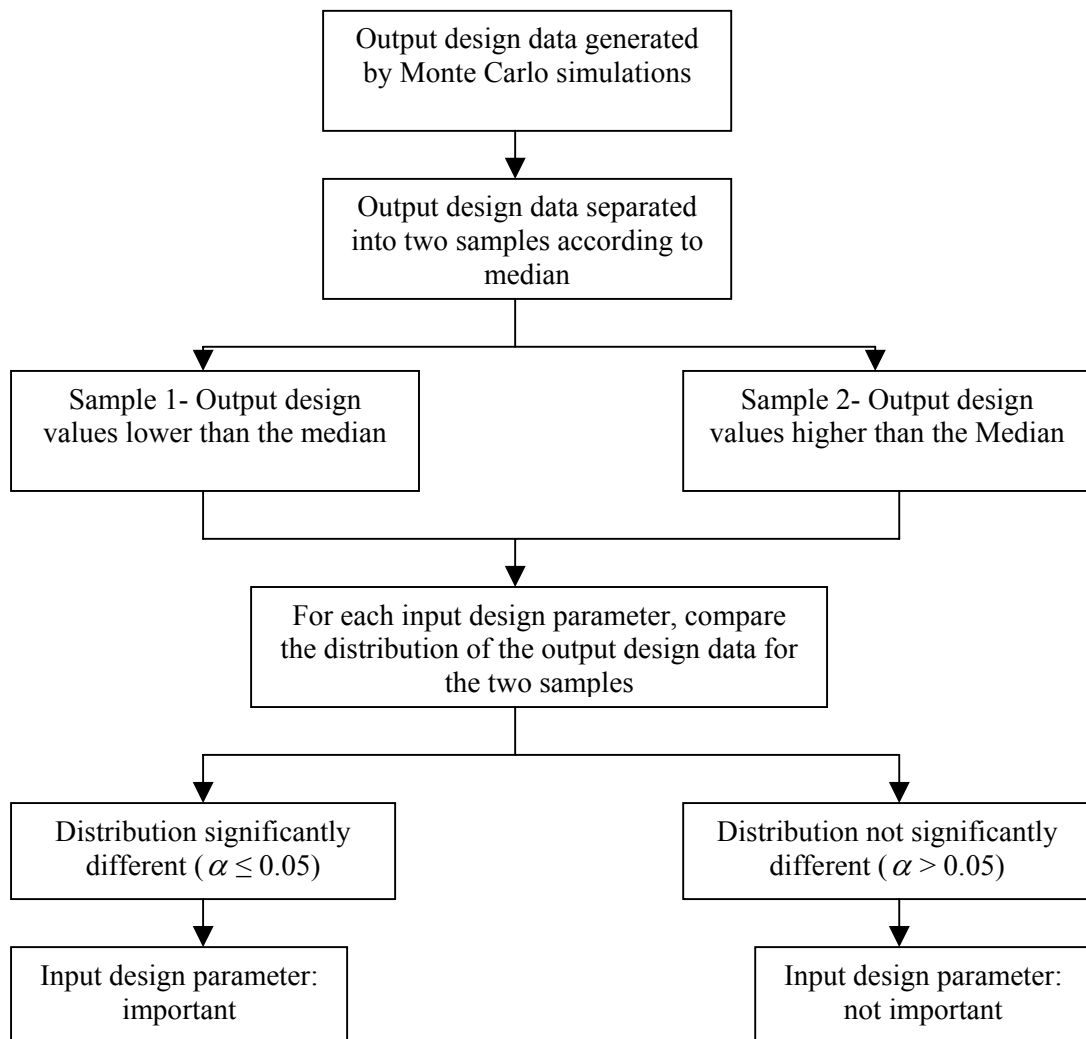 Output design data generated
by Monte Carlo simulations
Output design data separated
into two samples according to
median
Sample 1- Output design
values lower than the median
Sample 2- Output design
values higher than the Median
For each input design parameter, compare
the distribution of the output design data for
the two samples
Distribution significantly
different ( α ≤ 0.05)
Distribution not significantly
different ( α > 0.05)
Input design parameter:
important
Input design parameter:
not important